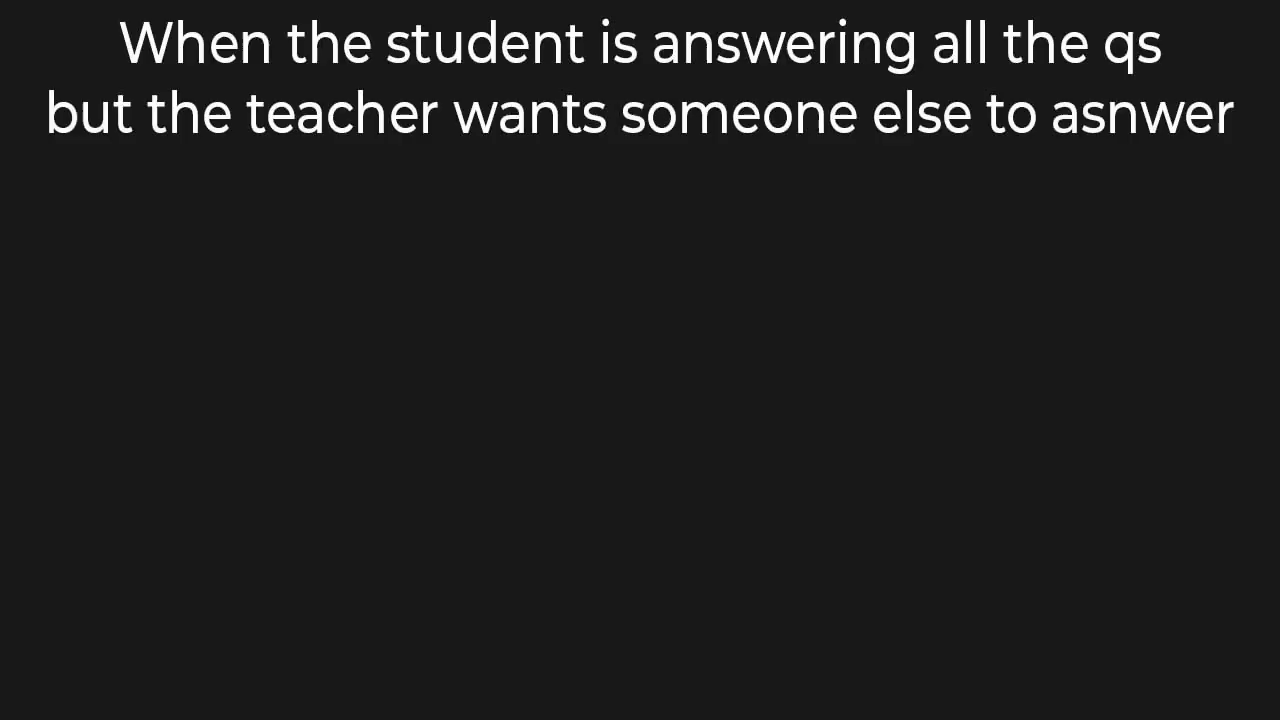 When the student is answering all the qs
but the teacher wants someone else to asnwer